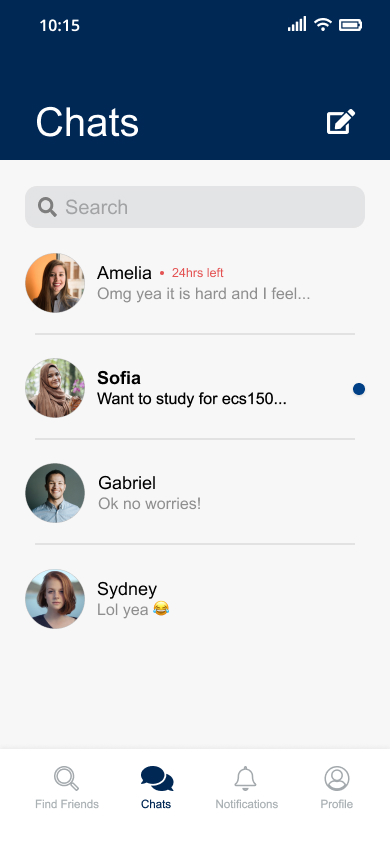 10:15
Chats
Search
Amelia • 24hrs left
Omg yea it is hard and I feel...
Sofia
Want to study for ecs150...
Gabriel
Ok no worries!
Sydney
Lol yea 😂
Find Friends Chats Notifications Profile